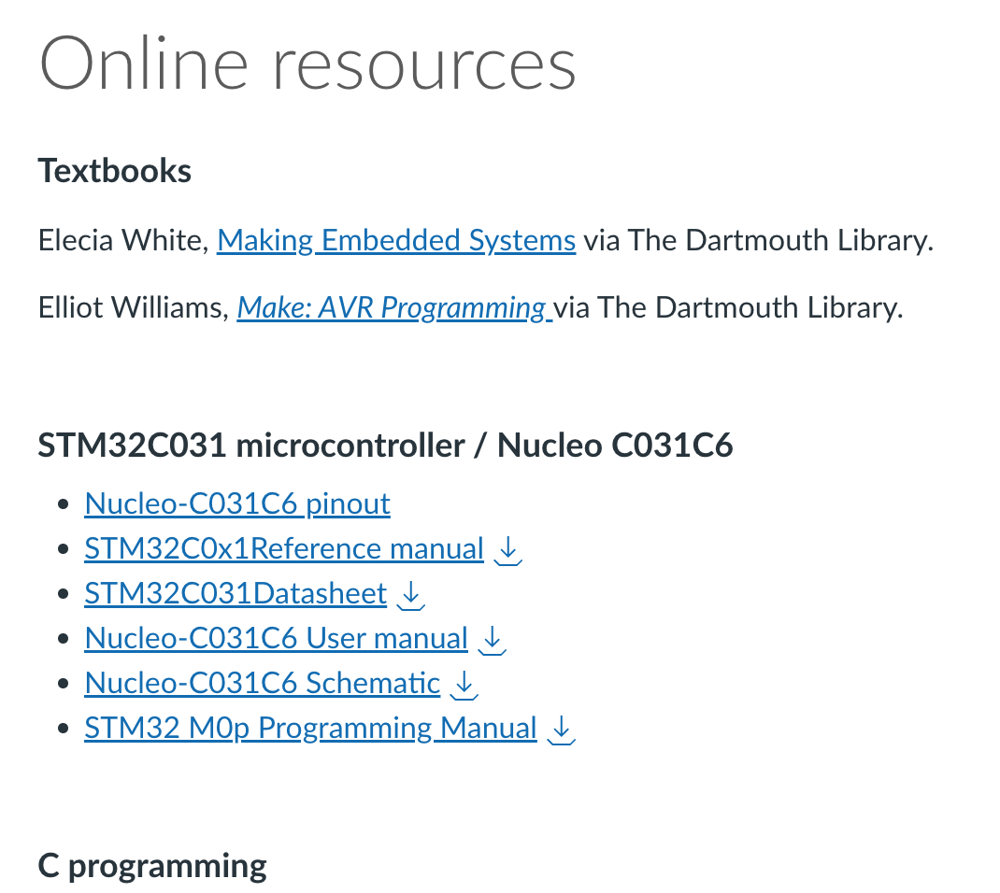 Online resources
Textbooks
Elecia White, Making Embedded Systems via The Dartmouth Library.
Elliot Williams, Make: AVR Programming via The Dartmouth Library.
STM32C031 microcontroller / Nucleo C031C6
Nucleo-C031C6 pinout
STM32C0x1Reference manual
STM32C031Datasheet
Nucleo-C031C6 User manual
Nucleo-C031C6 Schematic
STM32 M0p Programming Manual
C programming